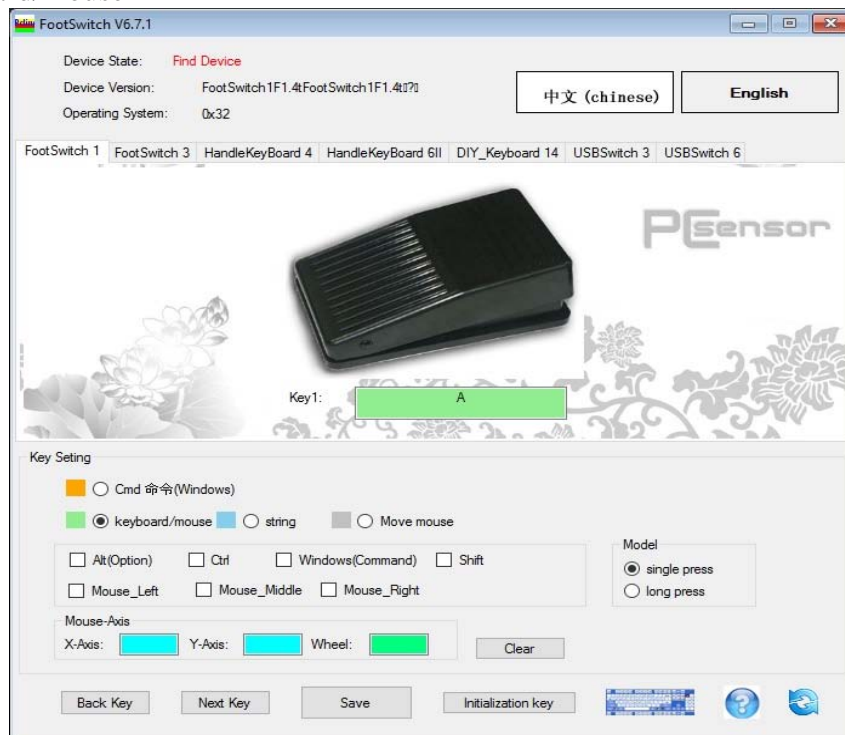 FootSwitch V6.7.1
Device State: Find Device
Device Version: FootSwitch1F1.4tFootSwitch1F1.4t
Operating System: 0x32
中文 (chinese) English
FootSwitch 1 FootSwitch 3 HandleKeyBoard 4 HandleKeyBoard 6II DIY_Keyboard 14 USBSwitch 3 USBSwitch 6
PCsensor
Key1: A
Key Seting
Cmd 命令(Windows)
keyboard/mouse string Move mouse
Alt(Option) Ctrl Windows(Command) Shift
Mouse_Left Mouse_Middle Mouse_Right
Model
single press
long press
Mouse-Axis
X-Axis: Y-Axis: Wheel: Clear
Back Key Next Key Save Initialization key